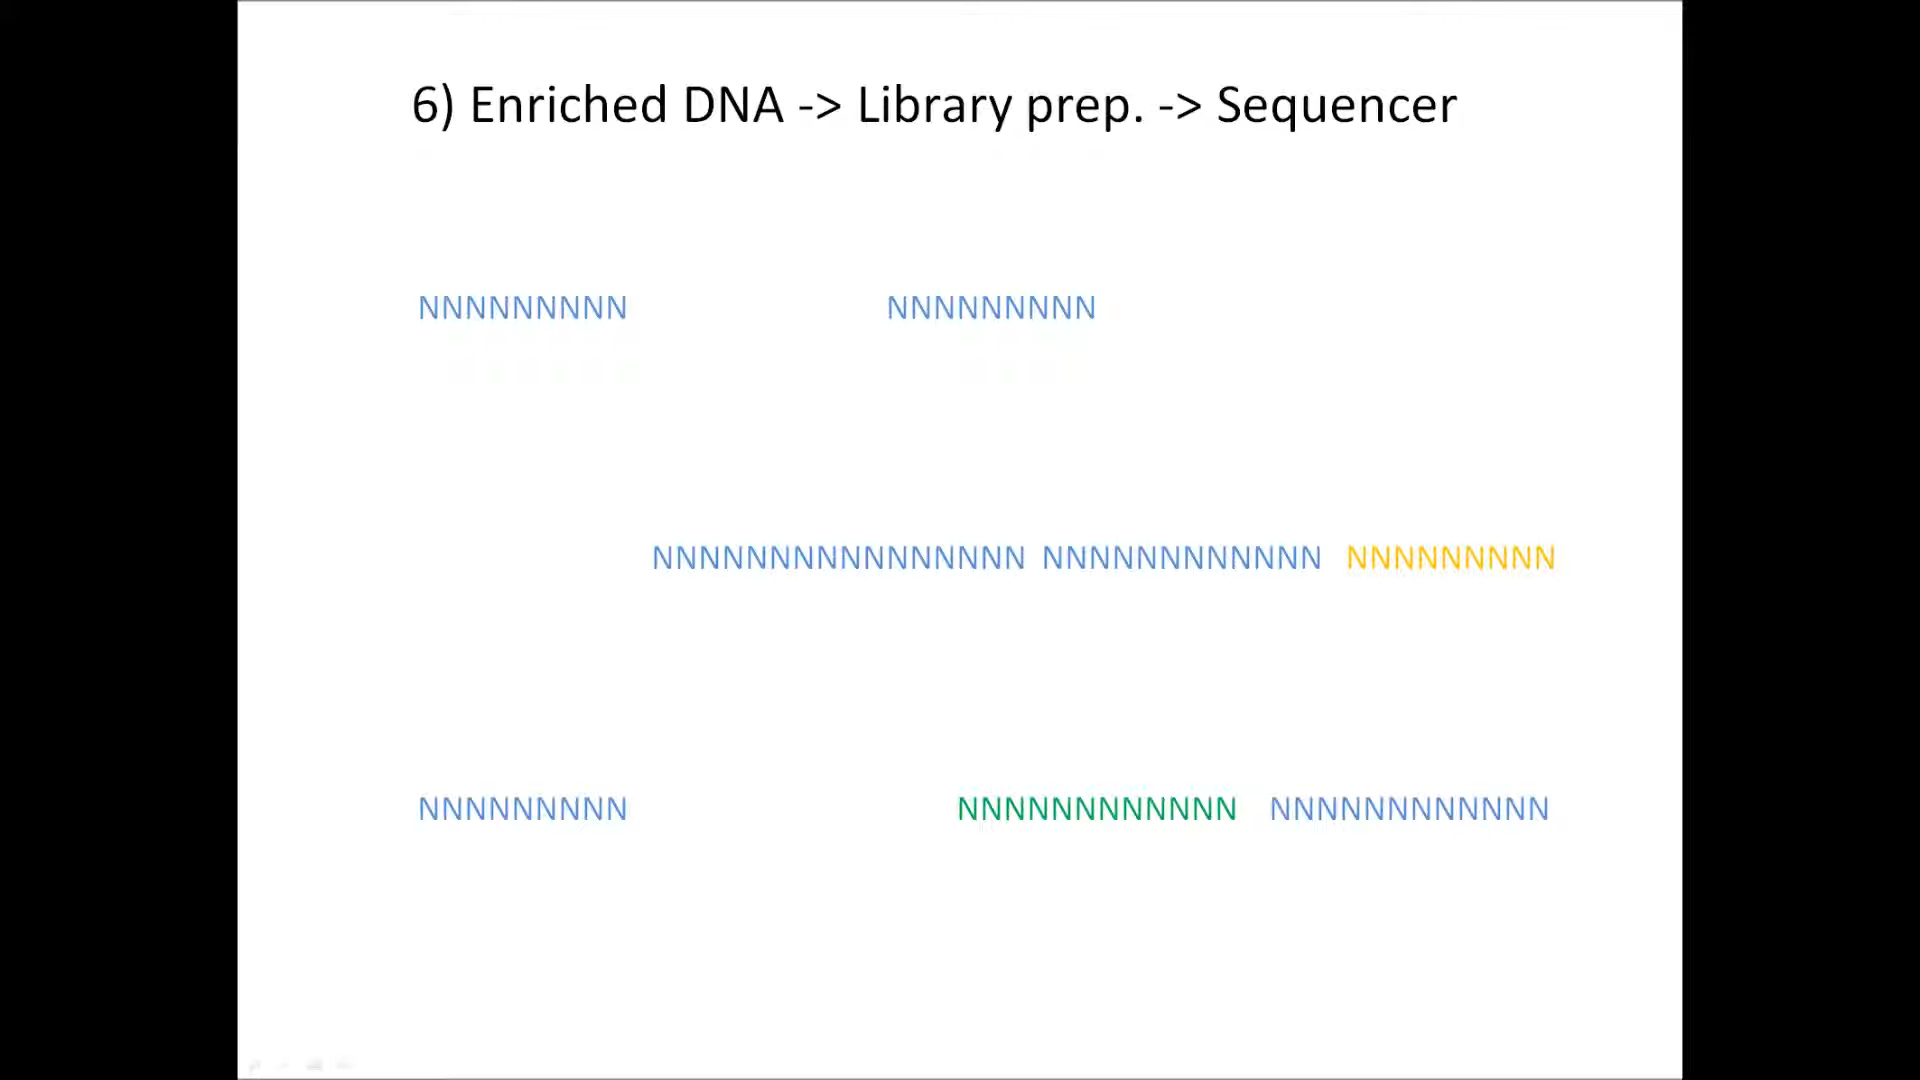 6) Enriched DNA -> Library prep. -> Sequencer
NNNNNNNNN NNNNNNNNN
NNNNNNNNNNNNNNNN NNNNNNNNNNNN NNNNNNNNN
NNNNNNNNN NNNNNNNNNNNN NNNNNNNNNNNN